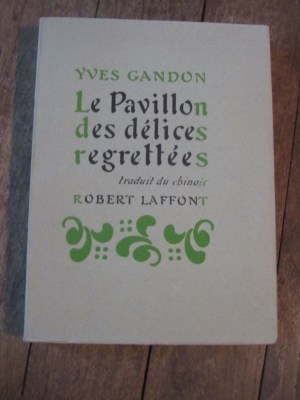 YVES GANDON
Le Pavillon
des délices
regrettées
traduit du chinois
ROBERT LAFFONT